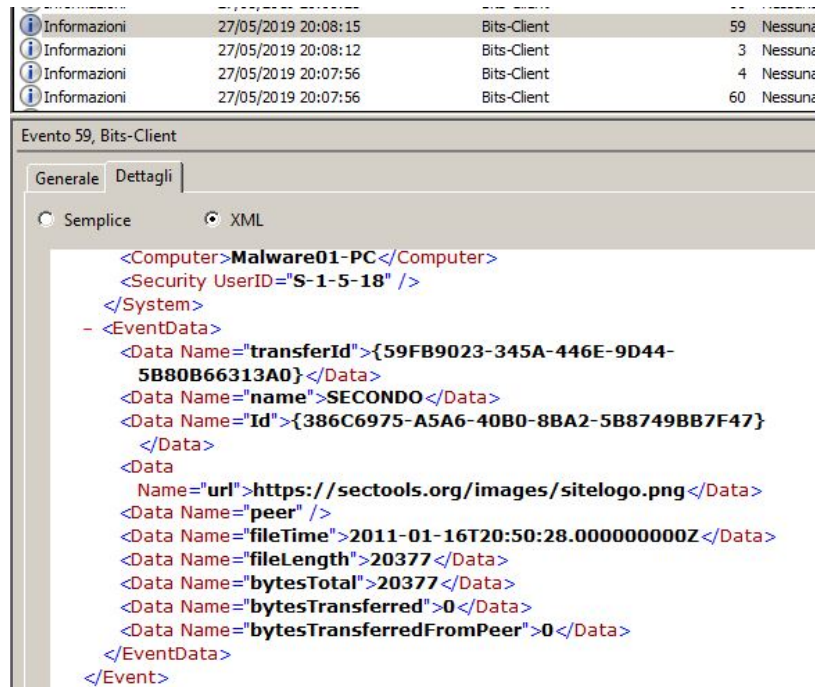 Informazioni 27/05/2019 20:08:15 Bits-Client 59 Nessuna
Informazioni 27/05/2019 20:08:12 Bits-Client 3 Nessuna
Informazioni 27/05/2019 20:07:56 Bits-Client 4 Nessuna
Informazioni 27/05/2019 20:07:56 Bits-Client 60 Nessuna
Evento 59, Bits-Client
Generale Dettagli
Semplice XML
<Computer>Malware01-PC</Computer>
<Security UserID="S-1-5-18" />
</System>
- <EventData>
<Data Name="transferId">{59FB9023-345A-446E-9D44-
5B80B66313A0}</Data>
<Data Name="name">SECONDO</Data>
<Data Name="Id">{386C6975-A5A6-40B0-8BA2-5B8749BB7F47}
</Data>
<Data
Name="url">https://sectools.org/images/sitelogo.png</Data>
<Data Name="peer" />
<Data Name="fileTime">2011-01-16T20:50:28.000000000Z</Data>
<Data Name="fileLength">20377</Data>
<Data Name="bytesTotal">20377</Data>
<Data Name="bytesTransferred">0</Data>
<Data Name="bytesTransferredFromPeer">0</Data>
</EventData>
</Event>